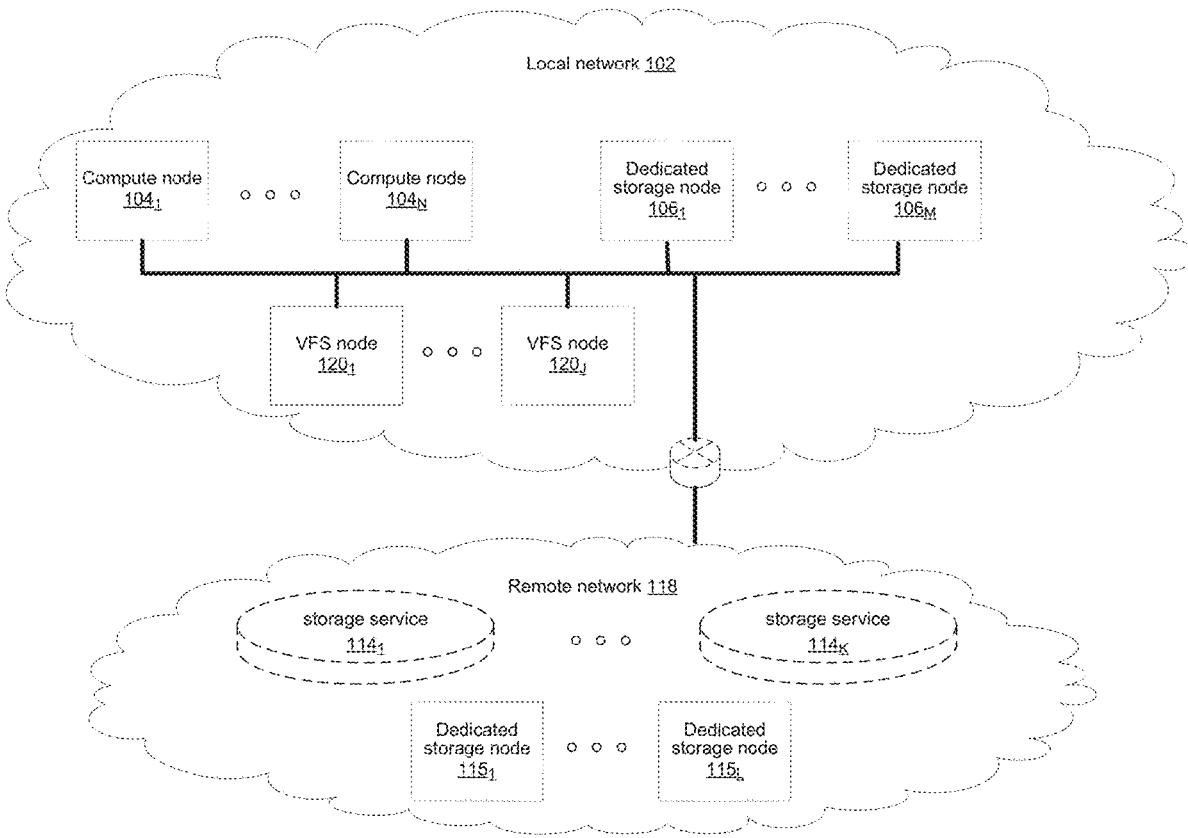 Local network 102
Compute node
104₁
Compute node
104N
Dedicated
storage node
106₁
Dedicated
storage node
106M
VFS node
120₁
VFS node
120J
Remote network 118
storage service
114₁
storage service
114K
Dedicated
storage node
115₁
Dedicated
storage node
115L